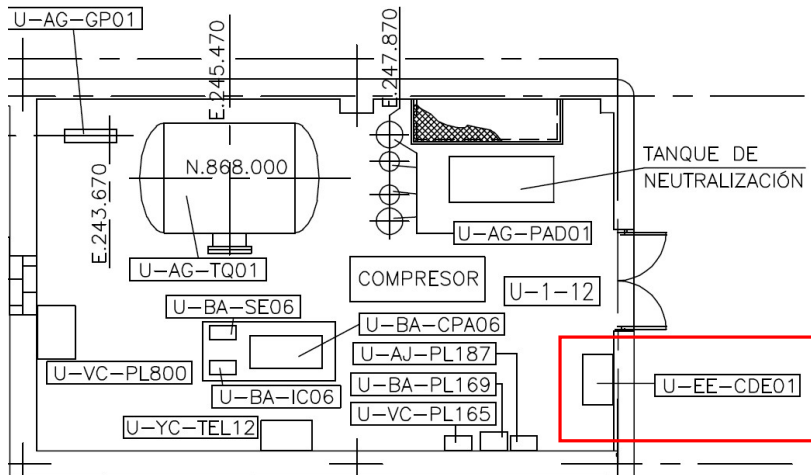 U-AG-GP01
E.245.470
E.247.870
N.868.000
E.243.670
TANQUE DE
NEUTRALIZACIÓN
U-AG-PAD01
U-AG-TQ01
COMPRESOR
U-1-12
U-BA-SE06
U-BA-CPA06
U-AJ-PL187
U-VC-PL800
U-BA-PL169
U-EE-CDE01
U-BA-IC06
U-VC-PL165
U-YC-TEL12